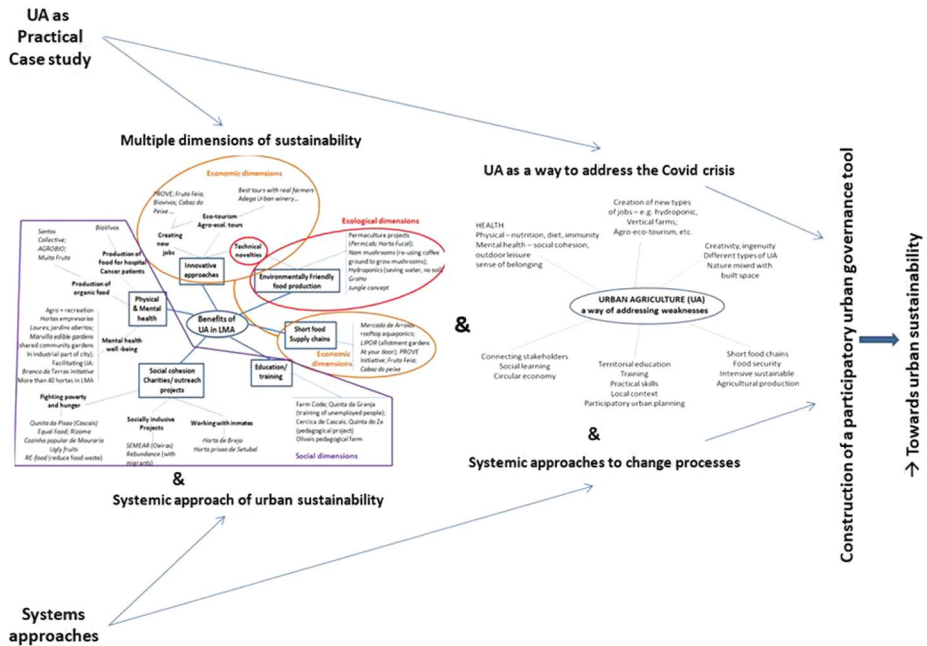 UA as
Practical
Case study
Multiple dimensions of sustainability
Economic dimensions
PROVE; Fruta Feia;
Biovivos; Cabaz do
Peixe ...
Best tours with real farmers
Adega Urban winery...
Eco-tourism
Agro-ecol. tours
Creating
new
jobs
Technical
novelties
Innovative
approaches
Ecological dimensions
Permaculture projects
(PermLab; Horta Fucal);
Nam mushrooms (re-using coffee
ground to grow mushrooms);
Hydroponics (saving water, no soil)
GroHo
Jungle concept
Environmentally Friendly
food production
Santos
Collective;
AGROBIO;
Muita Fruta
BioVivos
Production of
Food for hospital
Cancer patients
Production of
organic food
Physical
& Mental
health
Benefits of
UA in LMA
Short food
Supply chains
Mercado de Arroios
rooftop aquaponics;
LIPOR (allotment gardens
At your door); PROVE
Initiative; Fruta Feia;
Cabaz do peixe
Economic
dimensions
Agro + recreation
Hortas empresarias
Loures; jardins abertos;
Marvilla edible gardens
shared community gardens
In industrial part of city);
Facilitating UA:
Branco de Terras initiative
More than 40 hortas in LMA
Mental health
well -being
Social cohesion
Charities/ outreach
projects
Education/
training
Farm Code; Quinta da Granja
(training of unemployed people);
Cercica de Cascais; Quinta do Ze
(pedagogical project)
Olivais pedagogical farm
Fighting poverty
and hunger
Qunita do Pisao (Cascais)
Equal Food; Rizoma
Cozinha popular de Mouraria
Ugly fruits
RE-food (reduce food waste)
Socially inclusive
Projects
SEMEAR (Oeiras)
Rebundance (with
migrants)
Working with inmates
Horta de Brejo
Horta prisao de Setubal
Social dimensions
&
Systemic approach of urban sustainability
Systems
approaches
&
UA as a way to address the Covid crisis
Creation of new types
of jobs – e.g. hydroponic,
Vertical farms;
Agro-eco-tourism, etc.
HEALTH
Physical – nutrition, diet, immunity
Mental health – social cohesion,
outdoor leisure
sense of belonging
Creativity, ingenuity
Different types of UA
Nature mixed with
built space
URBAN AGRICULTURE (UA)
a way of addressing weaknesses
Connecting stakeholders
Social learning
Circular economy
Territorial education
Training
Practical skills
Local context
Participatory urban planning
Short food chains
Food security
Intensive sustainable
Agricultural production
&
Systemic approaches to change processes
Construction of a participatory urban governance tool
→ Towards urban sustainability